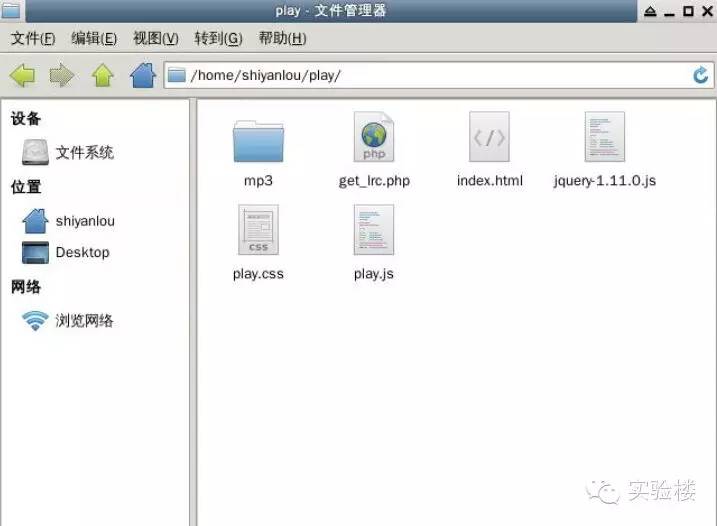 play - 文件管理器
文件(F) 编辑(E) 视图(V) 转到(G) 帮助(H)
/home/shiyanlou/play/
设备
文件系统
位置
shiyanlou
Desktop
网络
浏览网络
mp3 get_lrc.php index.html jquery-1.11.0.js
play.css play.js
php
</>
CSS
实验楼